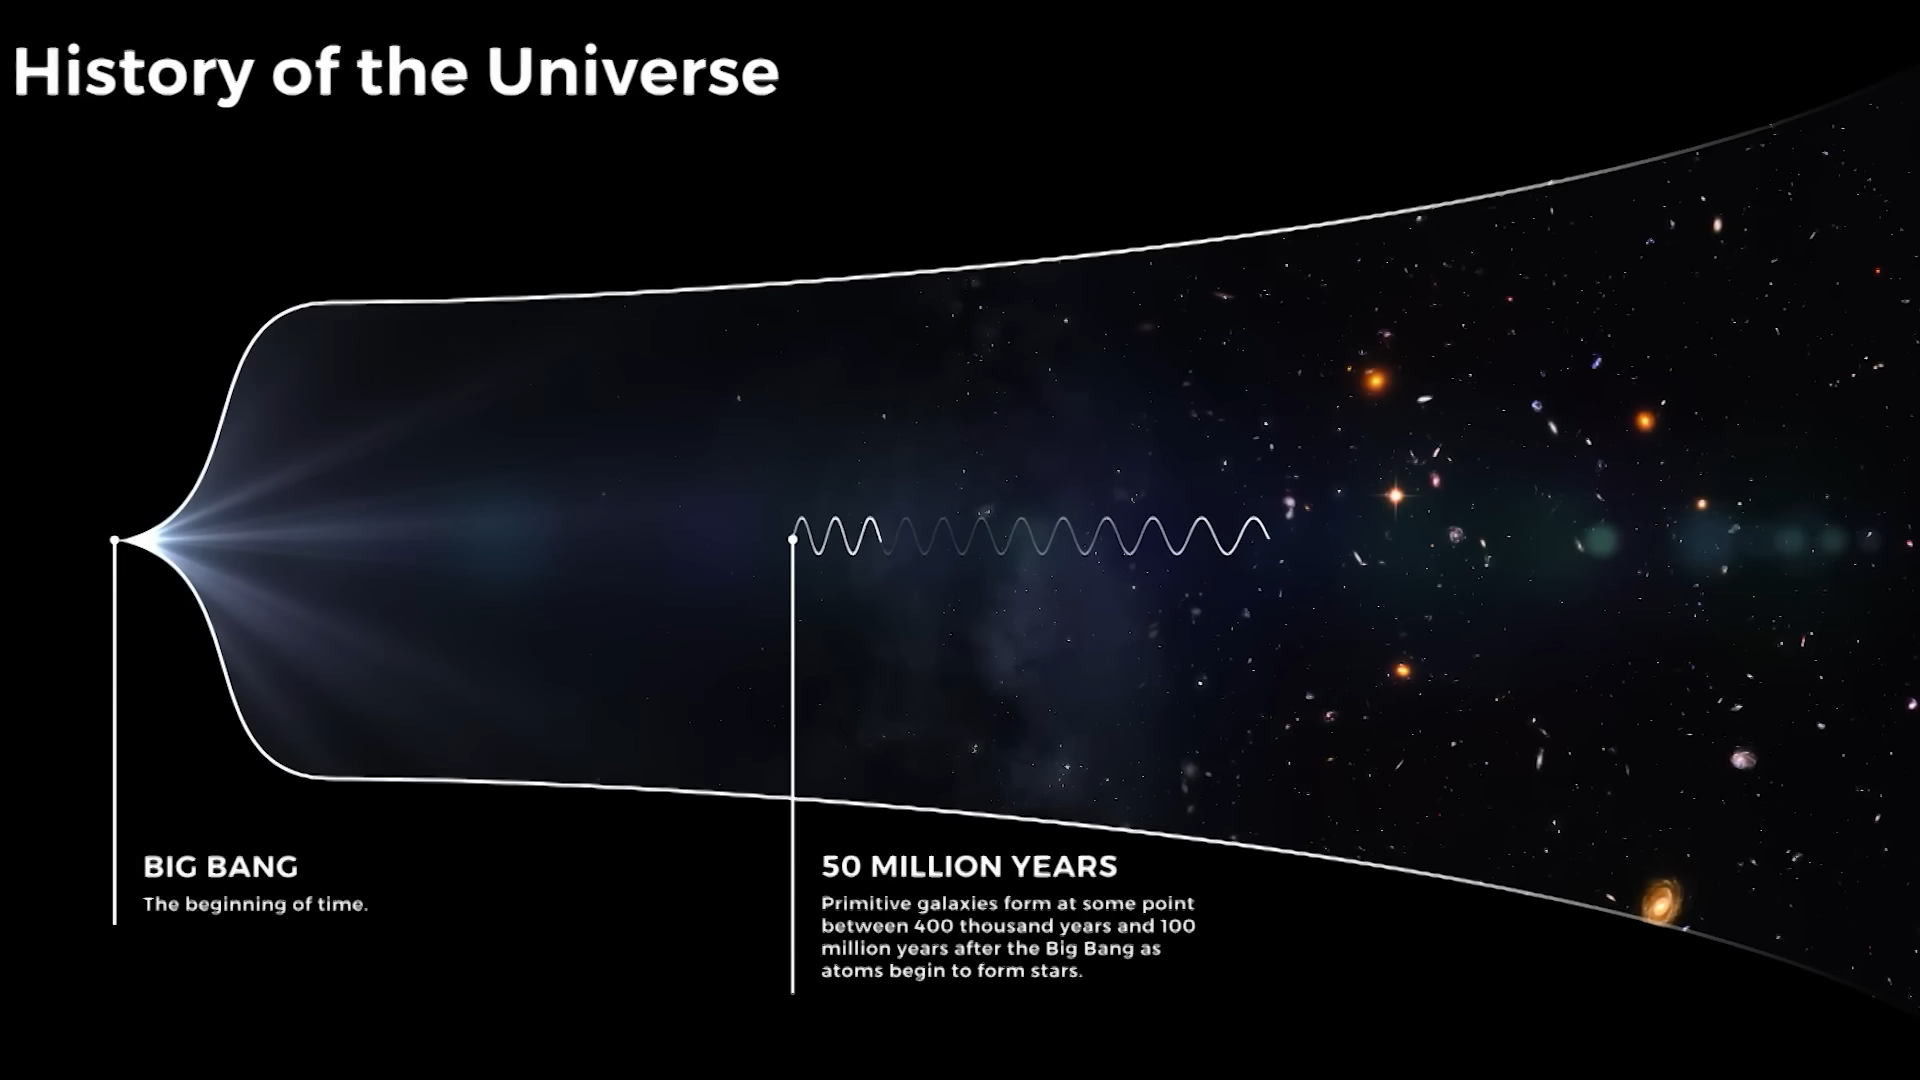 History of the Universe
BIG BANG
The beginning of time.
50 MILLION YEARS
Primitive galaxies form at some point
between 400 thousand years and 100
million years after the Big Bang as
atoms begin to form stars.